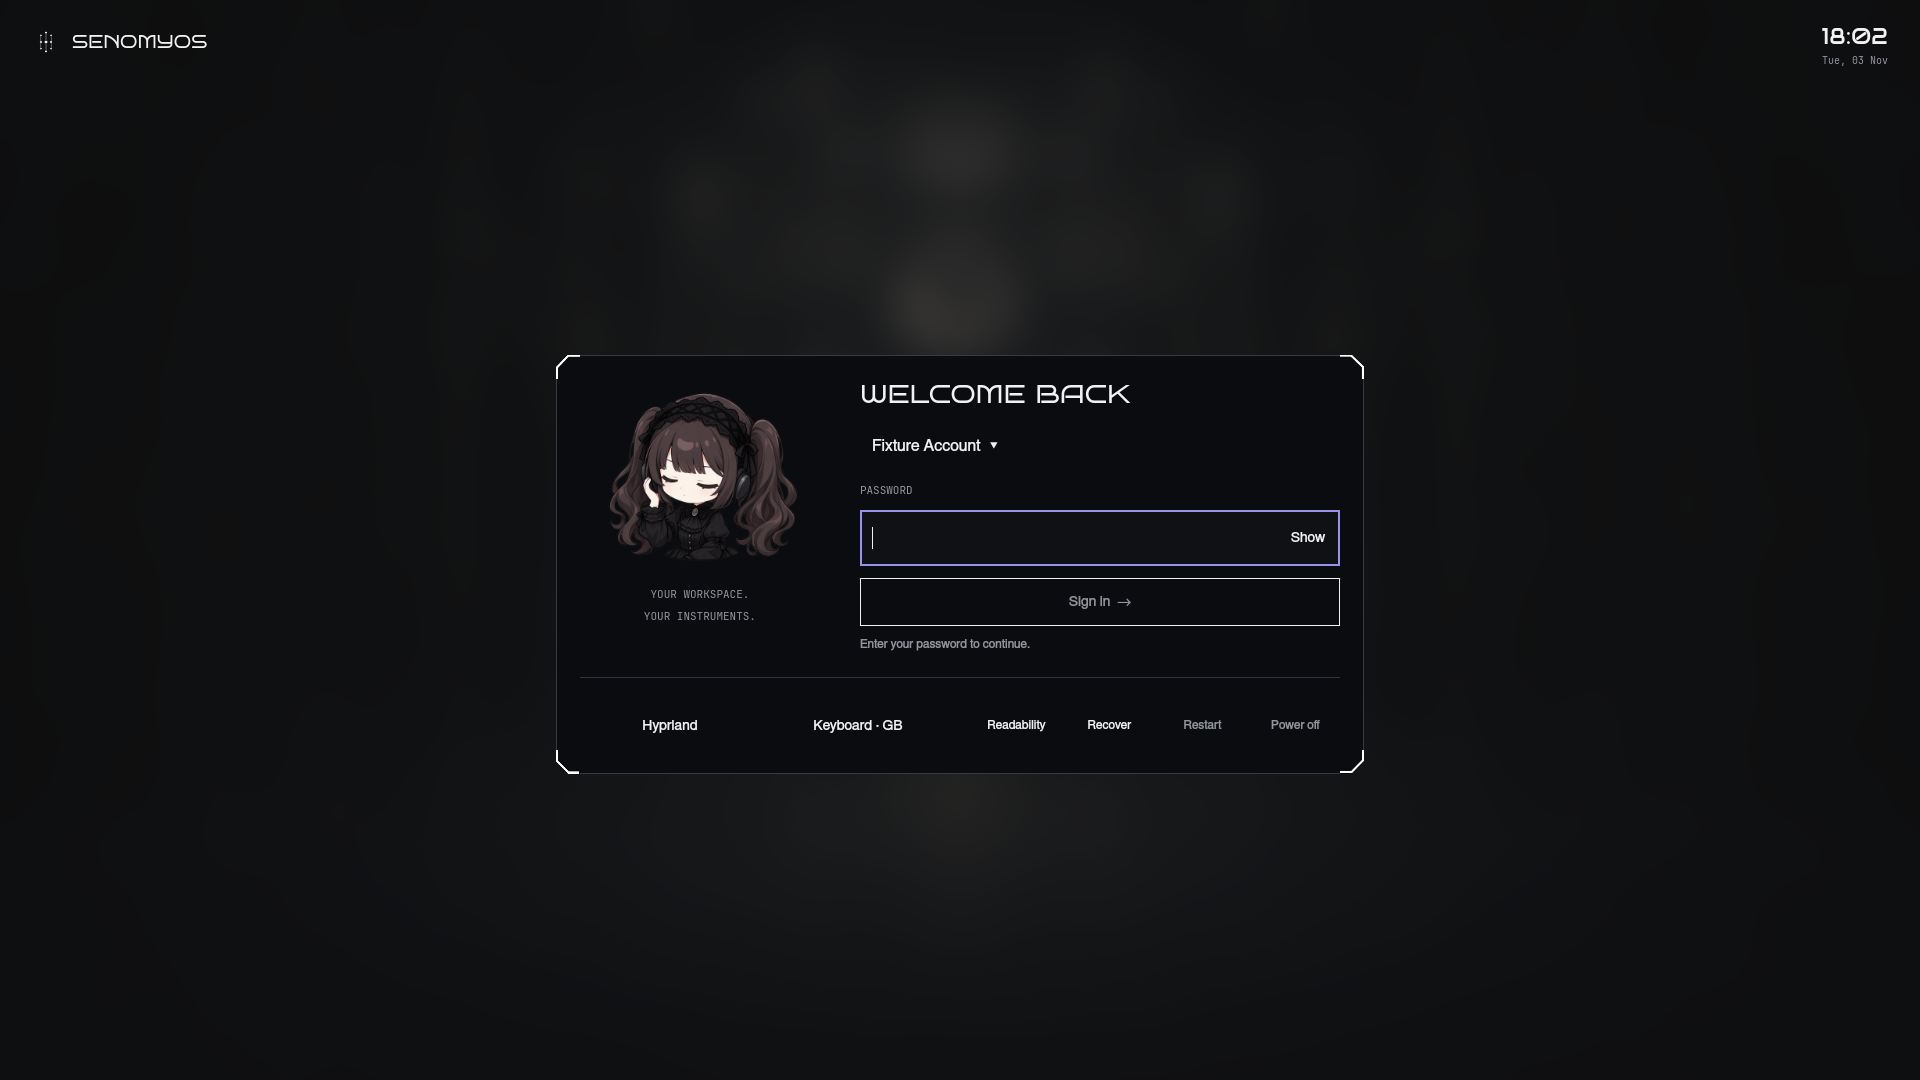 SENOMYOS
18:02
Tue, 03 Nov
WELCOME BACK
Fixture Account ▼
PASSWORD
Show
Sign in →
Enter your password to continue.
YOUR WORKSPACE.
YOUR INSTRUMENTS.
Hyprland Keyboard · GB Readability Recover Restart Power off